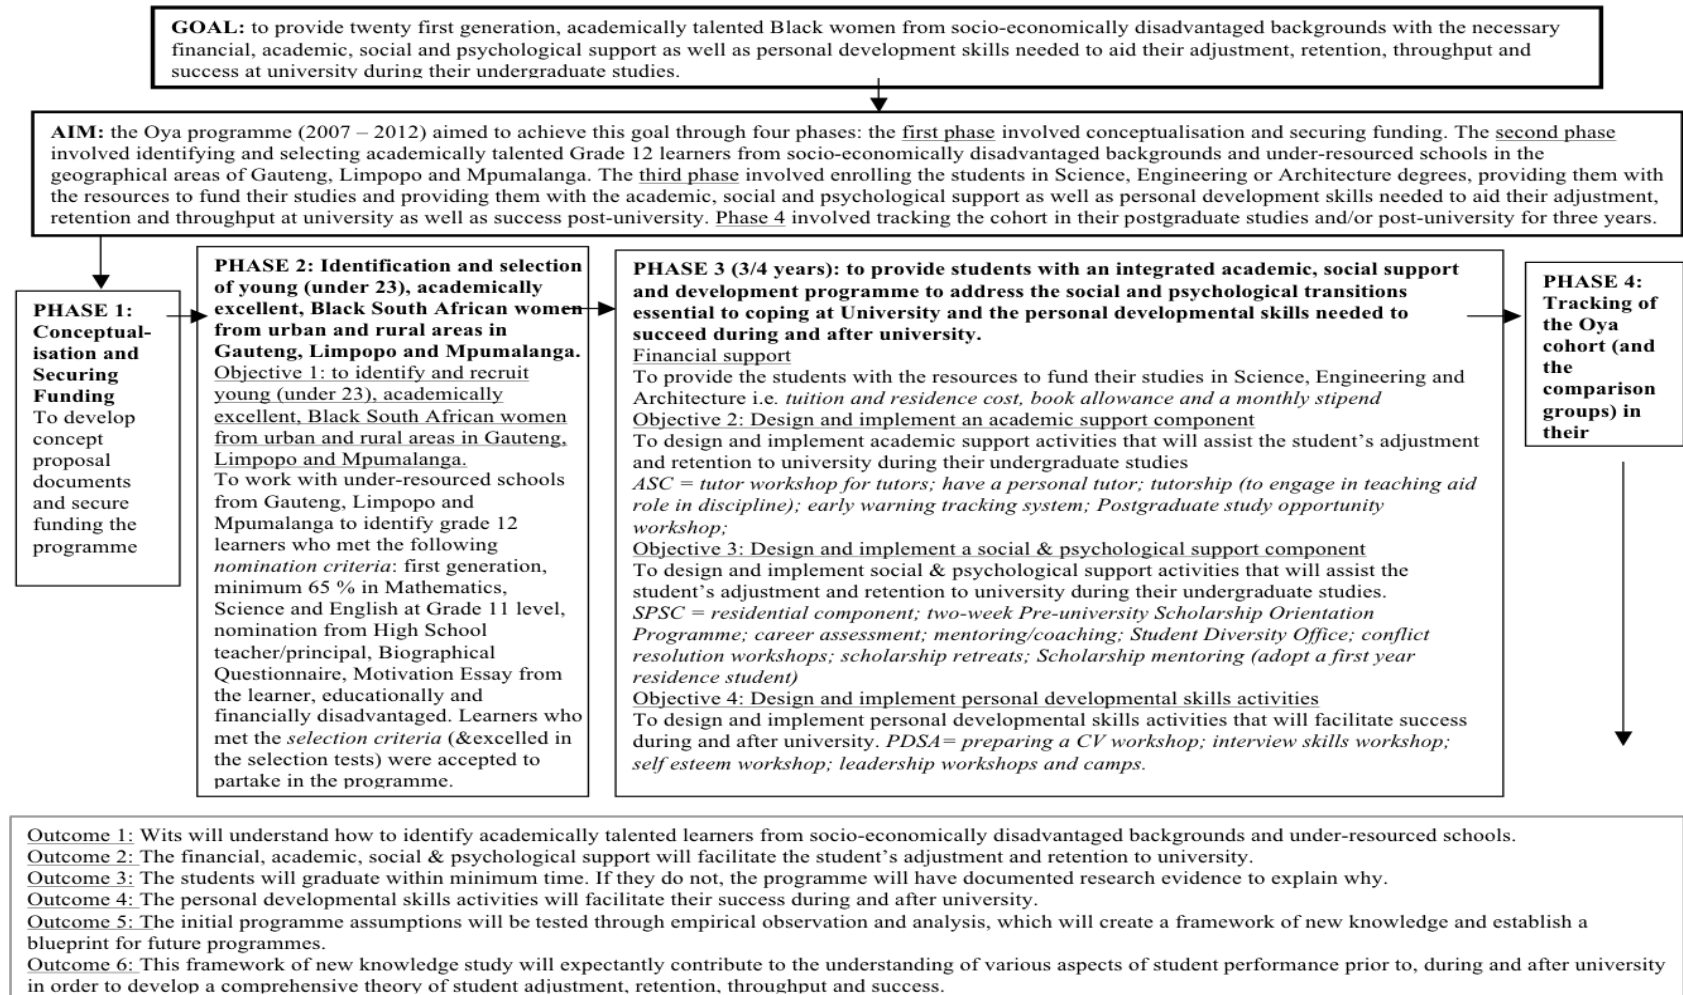 GOAL: to provide twenty first generation, academically talented Black women from socio-economically disadvantaged backgrounds with the necessary
financial, academic, social and psychological support as well as personal development skills needed to aid their adjustment, retention, throughput and
success at university during their undergraduate studies.
AIM: the Oya programme (2007 – 2012) aimed to achieve this goal through four phases: the first phase involved conceptualisation and securing funding. The second phase
involved identifying and selecting academically talented Grade 12 learners from socio-economically disadvantaged backgrounds and under-resourced schools in the
geographical areas of Gauteng, Limpopo and Mpumalanga. The third phase involved enrolling the students in Science, Engineering or Architecture degrees, providing them with
the resources to fund their studies and providing them with the academic, social and psychological support as well as personal development skills needed to aid their adjustment,
retention and throughput at university as well as success post-university. Phase 4 involved tracking the cohort in their postgraduate studies and/or post-university for three years.
PHASE 1:
Conceptual-
isation and
Securing
Funding
To develop
concept
proposal
documents
and secure
funding the
programme
PHASE 2: Identification and selection
of young (under 23), academically
excellent, Black South African women
from urban and rural areas in
Gauteng, Limpopo and Mpumalanga.
Objective 1: to identify and recruit
young (under 23), academically
excellent, Black South African women
from urban and rural areas in Gauteng,
Limpopo and Mpumalanga.
To work with under-resourced schools
from Gauteng, Limpopo and
Mpumalanga to identify grade 12
learners who met the following
nomination criteria: first generation,
minimum 65 % in Mathematics,
Science and English at Grade 11 level,
nomination from High School
teacher/principal, Biographical
Questionnaire, Motivation Essay from
the learner, educationally and
financially disadvantaged. Learners who
met the selection criteria (&excelled in
the selection tests) were accepted to
partake in the programme.
PHASE 3 (3/4 years): to provide students with an integrated academic, social support
and development programme to address the social and psychological transitions
essential to coping at University and the personal developmental skills needed to
succeed during and after university.
Financial support
To provide the students with the resources to fund their studies in Science, Engineering and
Architecture i.e. tuition and residence cost, book allowance and a monthly stipend
Objective 2: Design and implement an academic support component
To design and implement academic support activities that will assist the student's adjustment
and retention to university during their undergraduate studies
ASC = tutor workshop for tutors; have a personal tutor; tutorship (to engage in teaching aid
role in discipline); early warning tracking system; Postgraduate study opportunity
workshop;
Objective 3: Design and implement a social & psychological support component
To design and implement social & psychological support activities that will assist the
student's adjustment and retention to university during their undergraduate studies.
SPSC = residential component; two-week Pre-university Scholarship Orientation
Programme; career assessment; mentoring/coaching; Student Diversity Office; conflict
resolution workshops; scholarship retreats; Scholarship mentoring (adopt a first year
residence student)
Objective 4: Design and implement personal developmental skills activities
To design and implement personal developmental skills activities that will facilitate success
during and after university. PDSA= preparing a CV workshop; interview skills workshop;
self esteem workshop; leadership workshops and camps.
PHASE 4:
Tracking of
the Oya
cohort (and
the
comparison
groups) in
their
Outcome 1: Wits will understand how to identify academically talented learners from socio-economically disadvantaged backgrounds and under-resourced schools.
Outcome 2: The financial, academic, social & psychological support will facilitate the student's adjustment and retention to university.
Outcome 3: The students will graduate within minimum time. If they do not, the programme will have documented research evidence to explain why.
Outcome 4: The personal developmental skills activities will facilitate their success during and after university.
Outcome 5: The initial programme assumptions will be tested through empirical observation and analysis, which will create a framework of new knowledge and establish a
blueprint for future programmes.
Outcome 6: This framework of new knowledge study will expectantly contribute to the understanding of various aspects of student performance prior to, during and after university
in order to develop a comprehensive theory of student adjustment, retention, throughput and success.